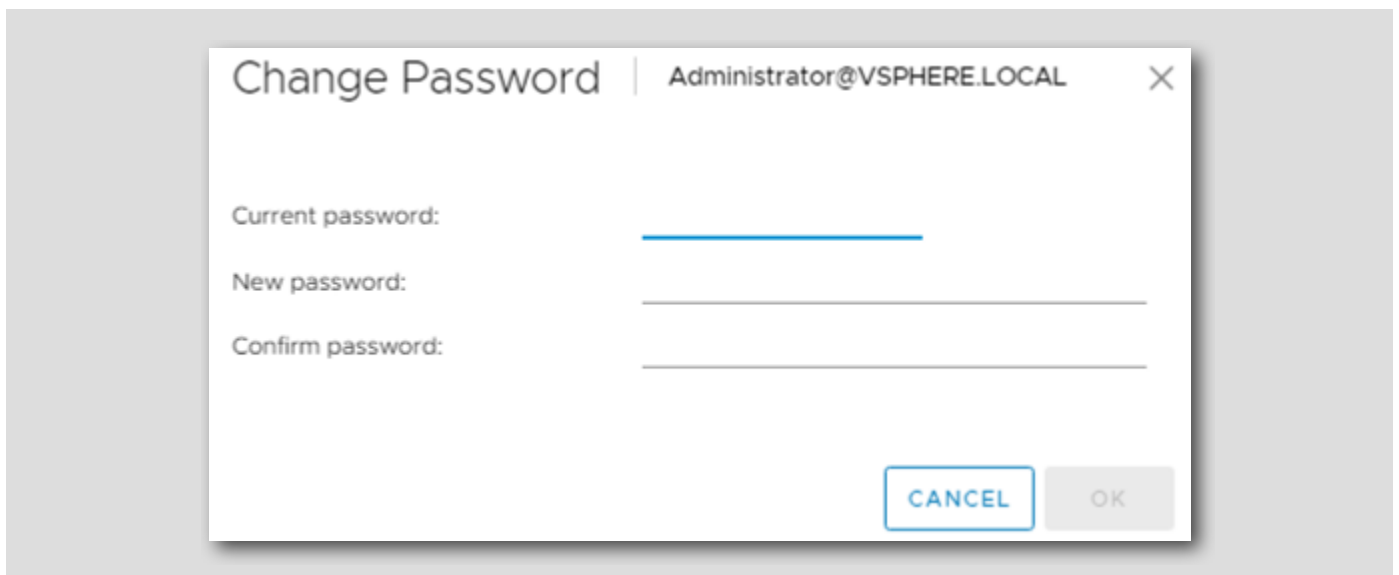 Change Password Administrator@VSPHERE.LOCAL
Current password:
New password:
Confirm password:
CANCEL OK